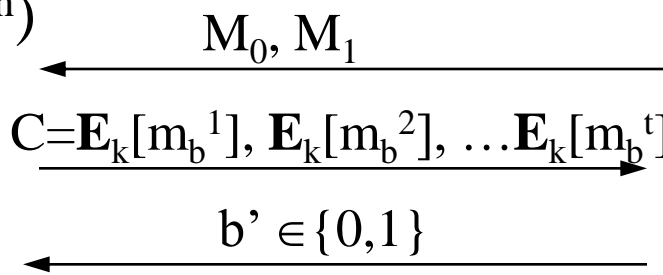 n)
M₀, M₁
C=Eₖ[m_b¹], Eₖ[m_b²], …Eₖ[m_bᵗ]
b’ ∈{0,1}